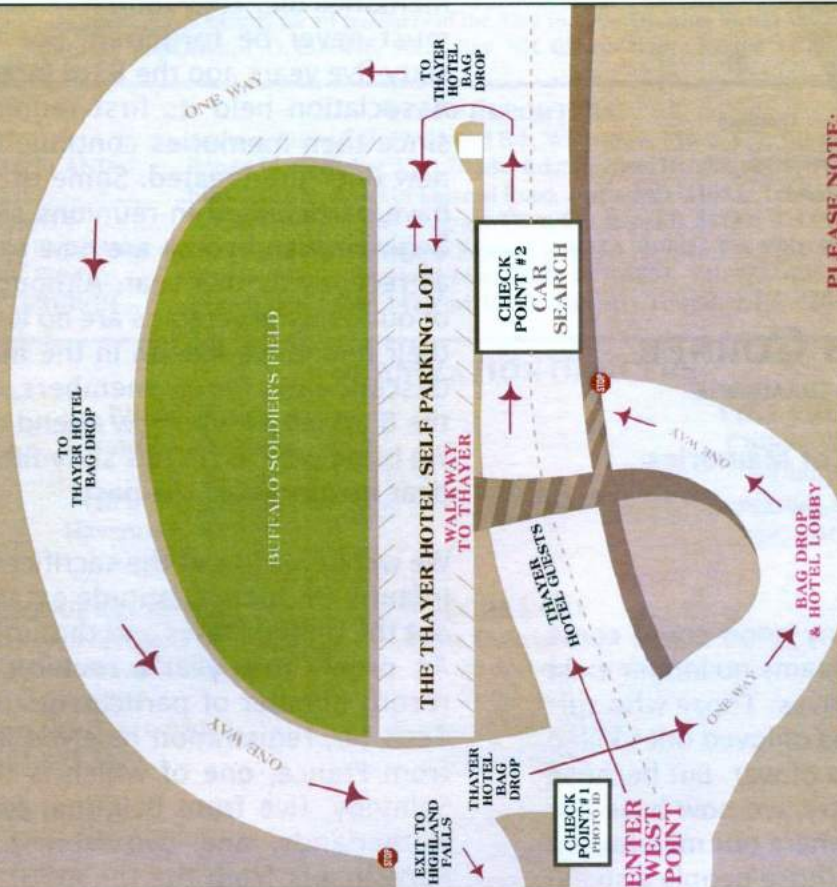 ONE WAY
TO
THAYER
HOTEL
BAG
DROP
TO
THAYER HOTEL
BAG DROP
BUFFALO SOLDIER'S FIELD
THE THAYER HOTEL SELF PARKING LOT
WALKWAY
TO THAYER
CHECK
POINT #2
CAR
SEARCH
STOP
ONE WAY
THAYER
HOTEL GUESTS
BAG DROP
& HOTEL LOBBY
ONE WAY
ONE WAY
THAYER
HOTEL
BAG
DROP
STOP
EXIT TO
HIGHLAND
FALLS
CHECK
POINT#1
PHOTO ID
ENTER
WEST
POINT
PLEASE NOTE: